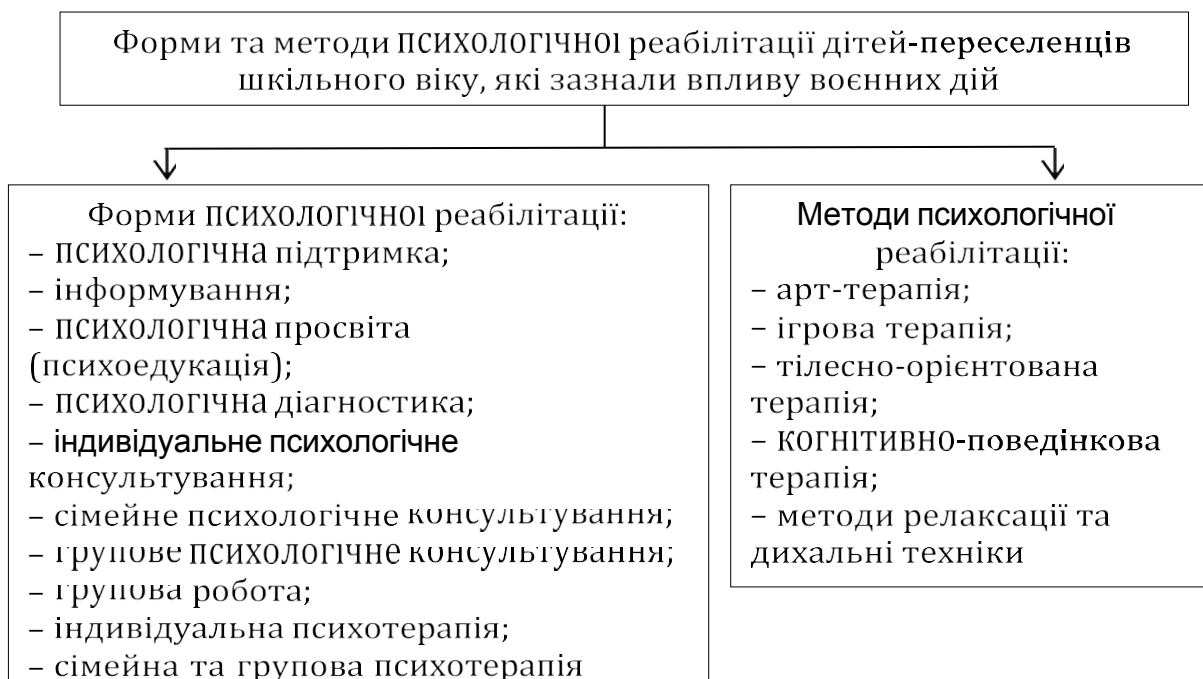 Форми та методи ПСИХОЛОГІЧНОІ реабілітації дітей-переселенців
шкільного віку, які зазнали впливу воєнних дій
Форми ПСИХОЛОГІЧНОІ реабілітації:
– ПСИХОЛОГІЧНА підтримка;
– інформування;
– ПСИХОЛОГІЧНА просвіта
(психоедукація);
– ПСИХОЛОГІЧНА діагностика;
– індивідуальне психологічне
консультування;
– сімейне психологічне консультування;
– групове ПСИХОЛОГІЧНЕ консультування;
– групова робота;
– індивідуальна психотерапія;
– сімейна та групова психотерапія
Методи психологічної
реабілітації:
– арт-терапія;
– ігрова терапія;
– тілесно-орієнтована
терапія;
– КОГНІТИВНО-поведінкова
терапія;
– методи релаксації та
дихальні техніки